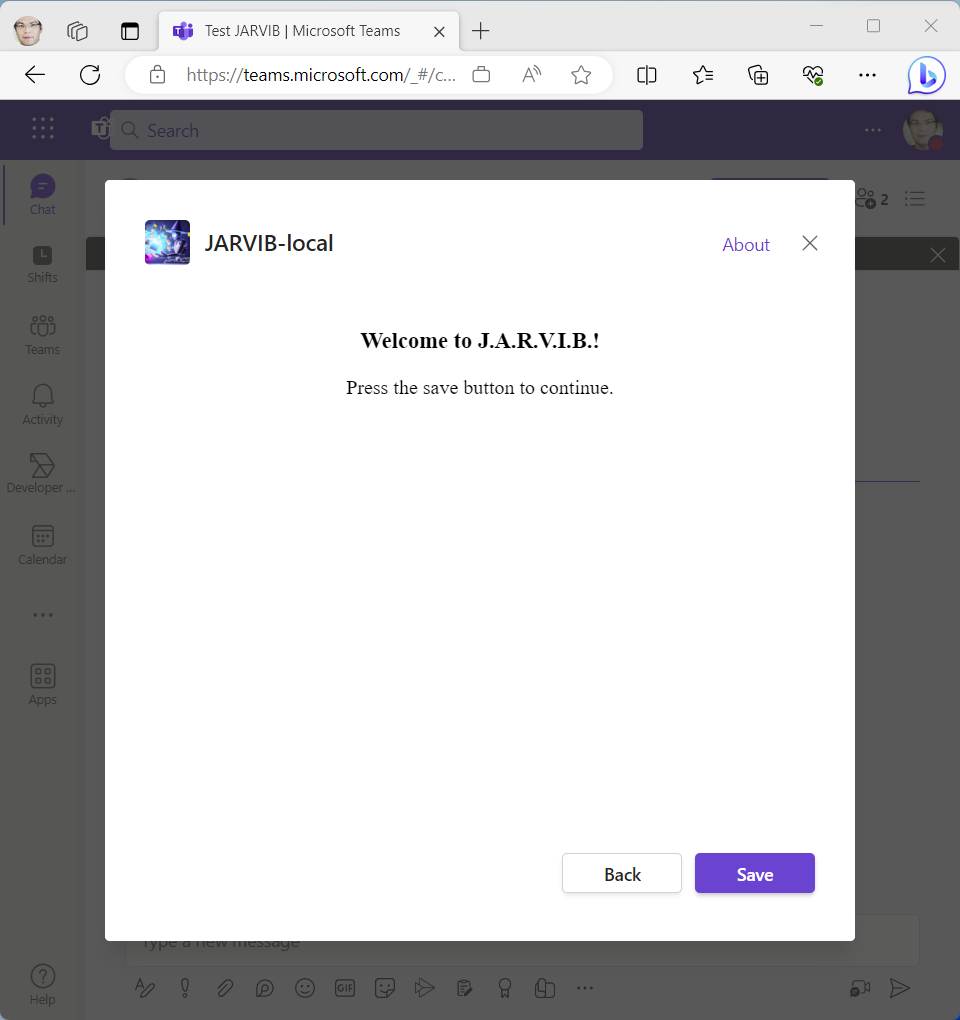 Test JARVIB | Microsoft Teams
https://teams.microsoft.com/_#/c...
Search
Chat
2
Shifts
Teams
Activity
Developer ...
Calendar
Apps
Help
JARVIB-local
About
Welcome to J.A.R.V.I.B.!
Press the save button to continue.
Back
Save
Type a new message
GIF